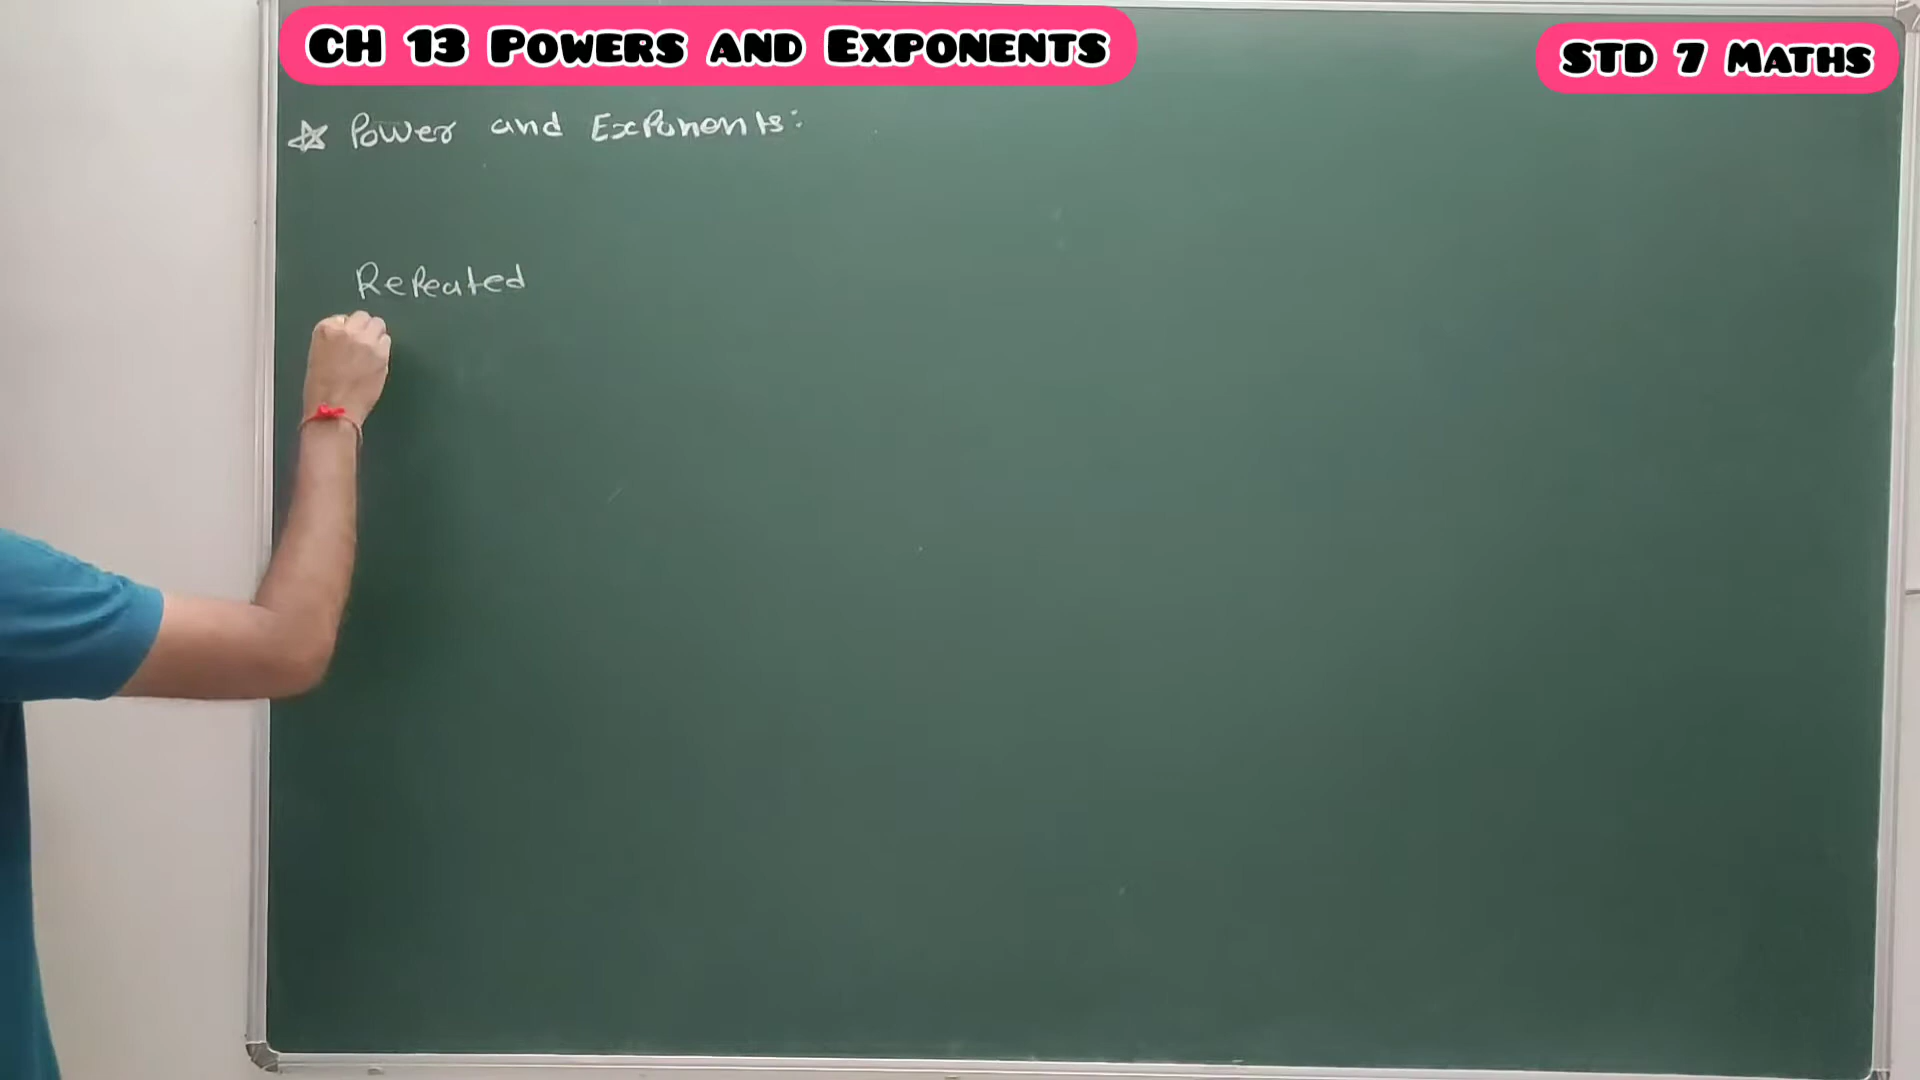 CH 13 POWERS AND EXPONENTS
STD 7 MATHS
☆ Power and Exponents:
Repeated